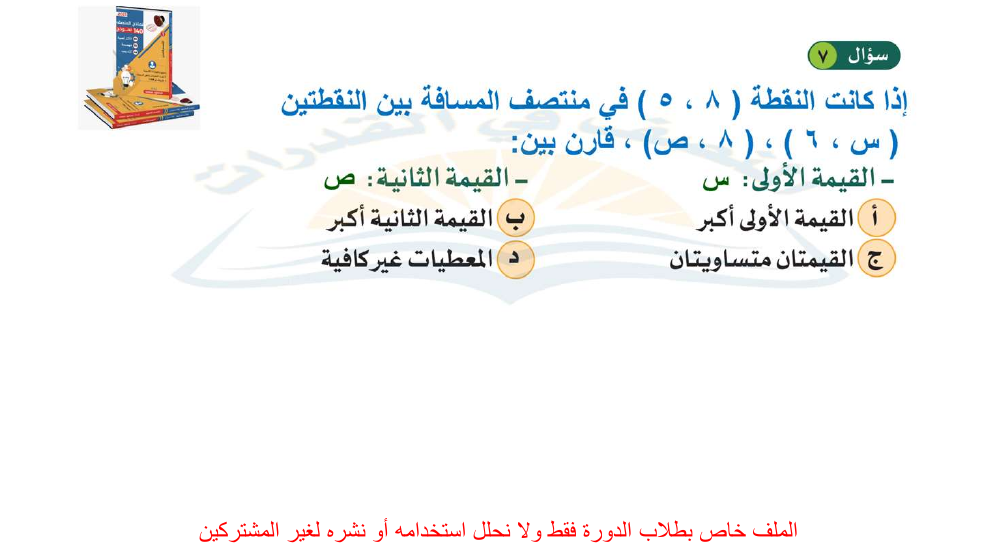 سؤال ٧
إذا كانت النقطة ( ٨ ، ٥ ) في منتصف المسافة بين النقطتين
( س ، ٦ ) ، ( ٨ ، ص) ، قارن بين:
– القيمة الأولى: س – القيمة الثانية: ص
أ القيمة الأولى أكبر ب القيمة الثانية أكبر
ج القيمتان متساويتان د المعطيات غير كافية
الملف خاص بطلاب الدورة فقط ولا نحلل استخدامه أو نشره لغير المشتركين